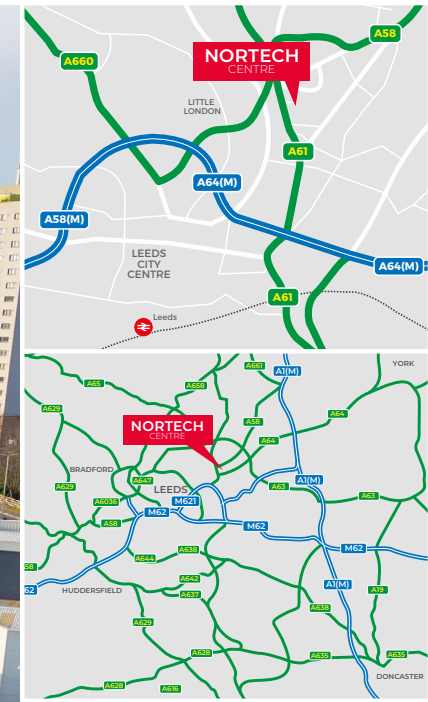 A58
NORTECH
CENTRE
A660
LITTLE
LONDON
A61
A64(M)
A58(M)
LEEDS
CITY
CENTRE
A64(M)
A61
Leeds
YORK
A661
A1(M)
A65
A658
A629
A58
A64
NORTECH
CENTRE
A64
BRADFORD
A647
A1(M)
A629
LEEDS
A63
A63
A6036
M621
M62
A58
M62
A638
M62
A644
58
A642
A1(M)
62
HUDDERSFIELD
A637
A19
A638
A629
A628
A635
A635
DONCASTER
A628
A616